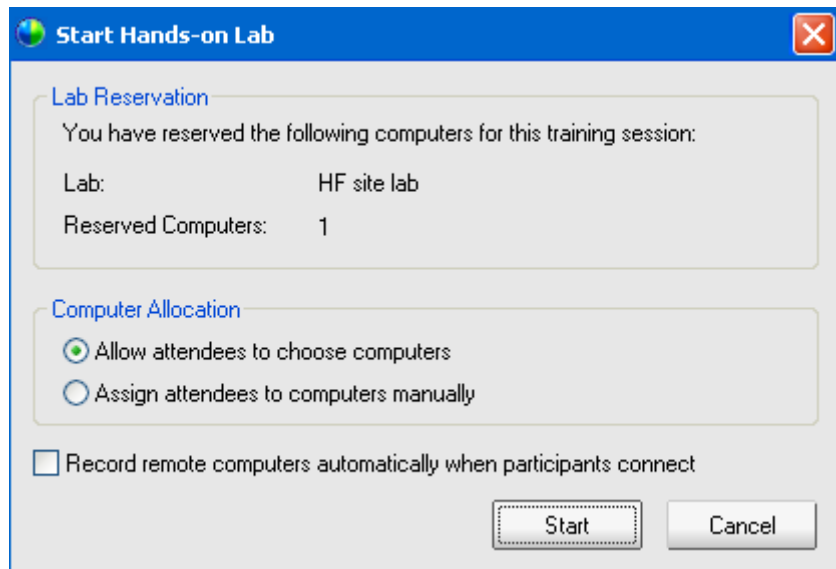 Start Hands-on Lab
Lab Reservation
You have reserved the following computers for this training session:
Lab: HF site lab
Reserved Computers: 1
Computer Allocation
Allow attendees to choose computers
Assign attendees to computers manually
Record remote computers automatically when participants connect
Start Cancel